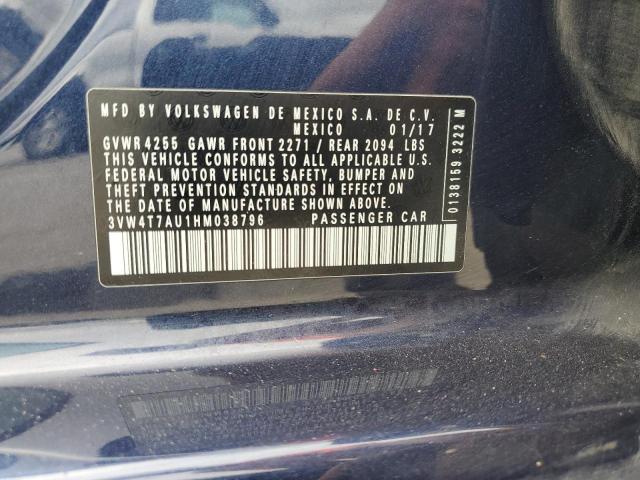 MFD BY VOLKSWAGEN DE MEXICO S.A. DE C.V.
MEXICO 01/17
GVWR 4255 GAWR FRONT 2271 / REAR 2094 LBS
THIS VEHICLE CONFORMS TO ALL APPLICABLE U.S.
FEDERAL MOTOR VEHICLE SAFETY, BUMPER AND
THEFT PREVENTION STANDARDS IN EFFECT ON
THE DATE OF MANUFACTURE SHOWN ABOVE.
3VW4T7AU1HM038796 PASSENGER CAR
0138159 3222 M